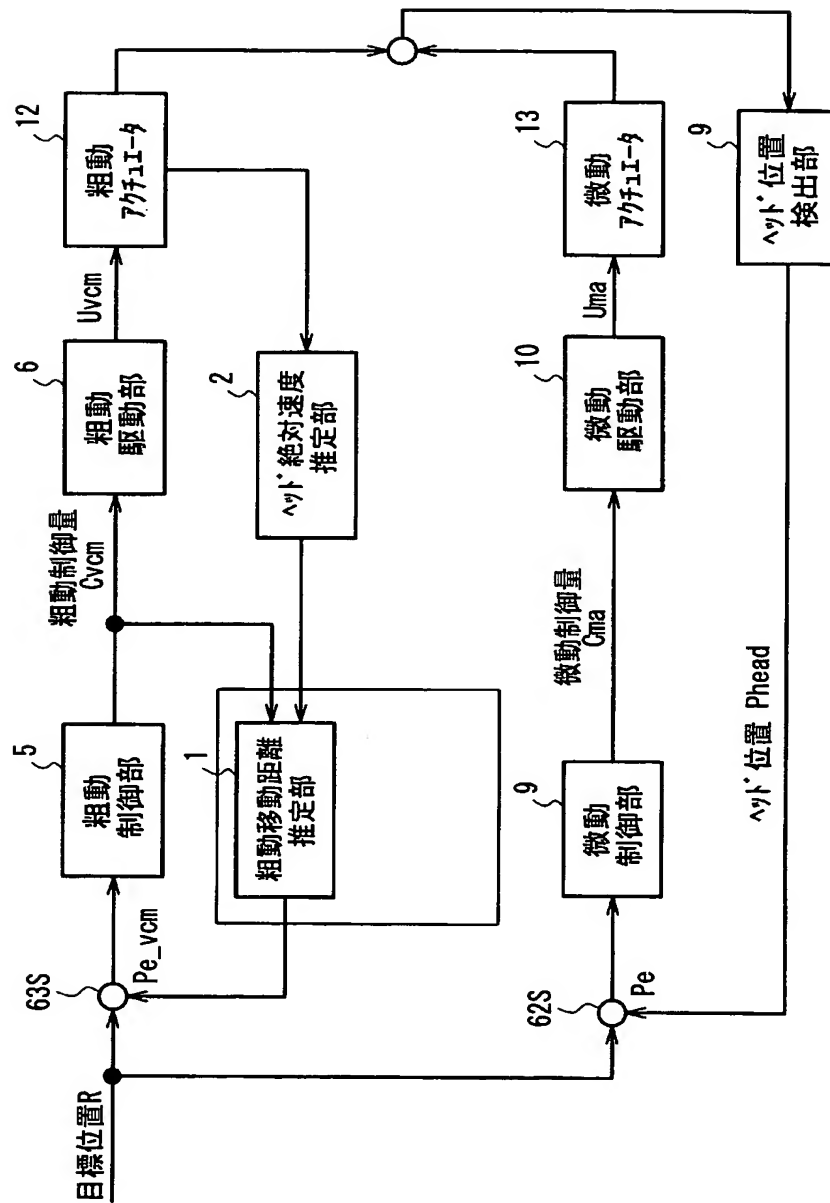 目標位置R
63S
5
粗動
制御部
粗動制御量
Cvcm
6
粗動
駆動部
Uvcm
12
粗動
ｱｸﾁｭｴｰﾀ
Pe_vcm
1
粗動移動距離
推定部
2
ﾍｯﾄﾞ絶対速度
推定部
62S
Pe
9
微動
制御部
微動制御量
Cma
10
微動
駆動部
Uma
13
微動
ｱｸﾁｭｴｰﾀ
ﾍｯﾄﾞ位置 Phead
9
ﾍｯﾄﾞ位置
検出部